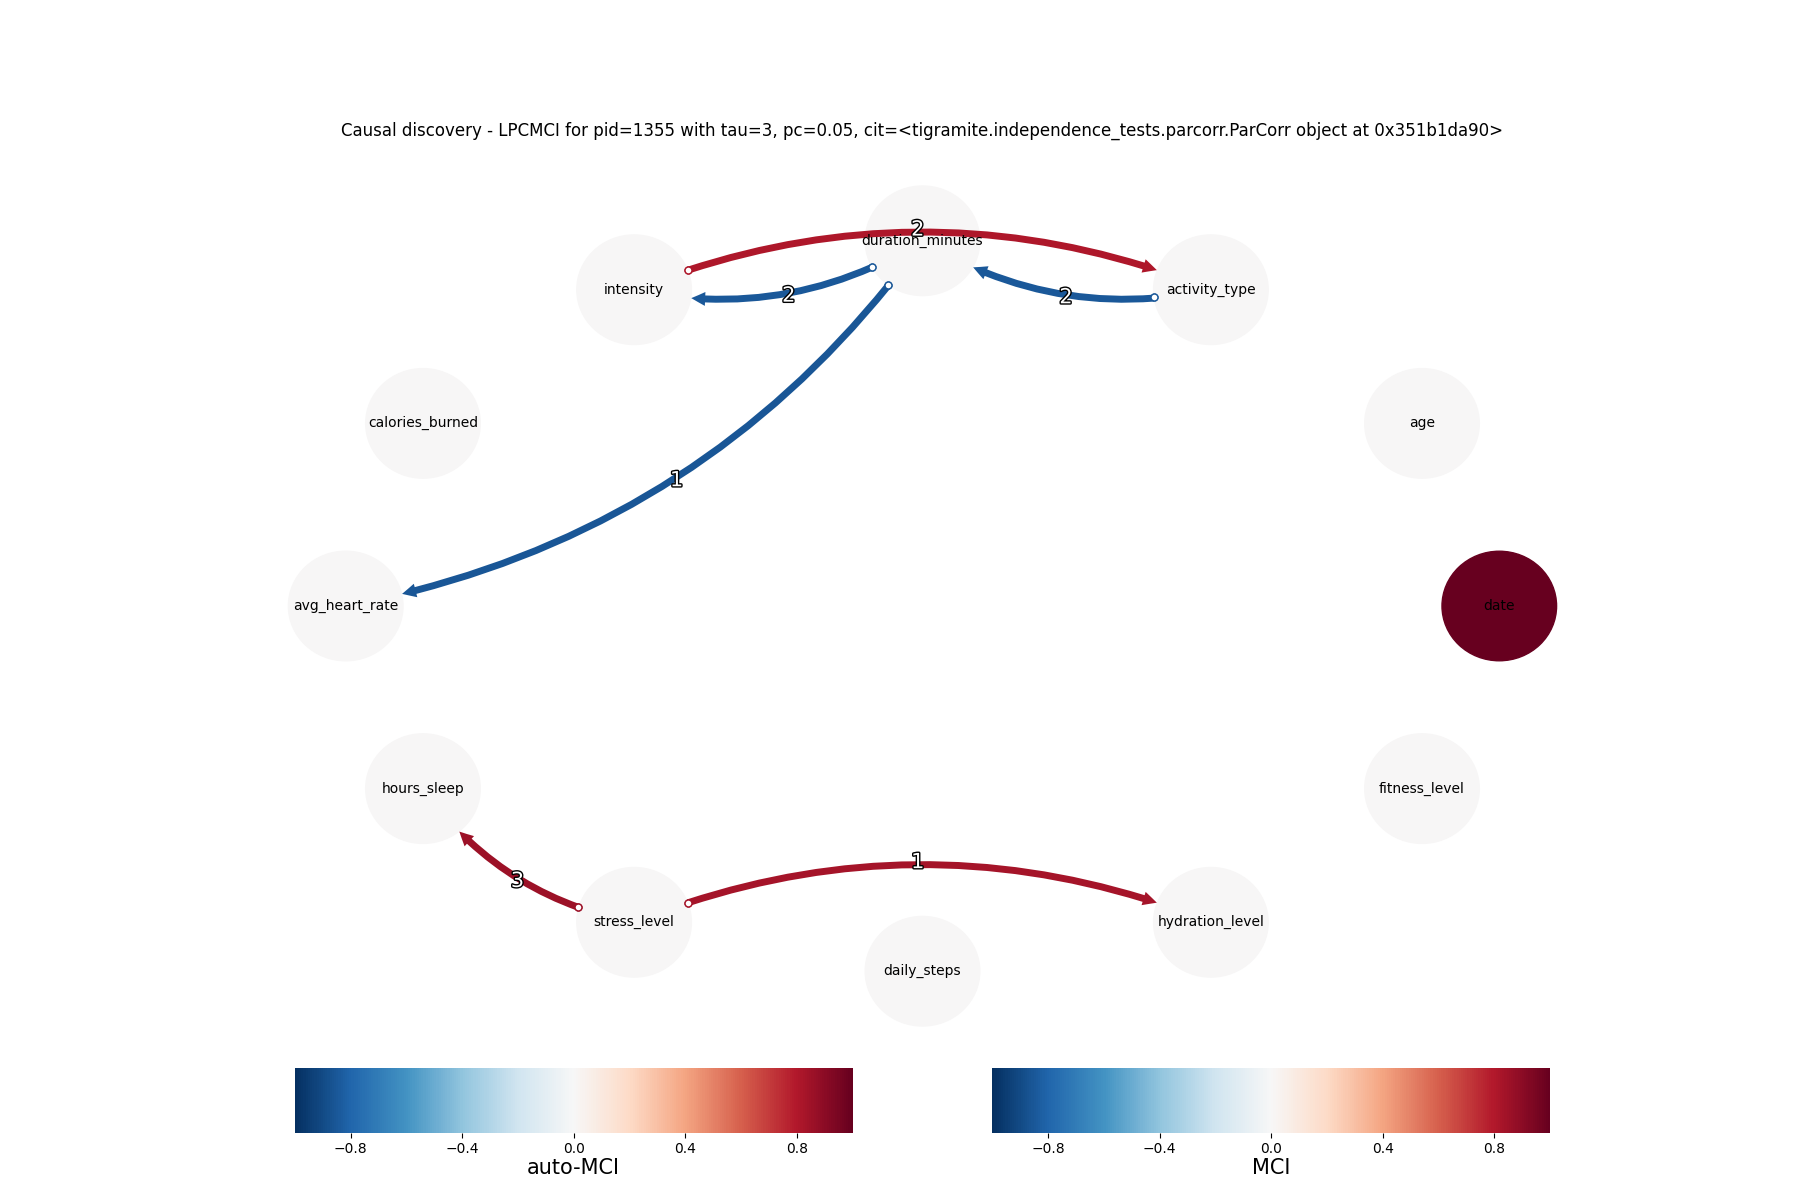 Causal discovery - LPCMCI for pid=1355 with tau=3, pc=0.05, cit=<tigramite.independence_tests.parcorr.ParCorr object at 0x351b1da90>
2
duration_minutes
intensity
2
2
activity_type
calories_burned
age
1
avg_heart_rate
date
hours_sleep
fitness_level
3
1
stress_level
hydration_level
daily_steps
−0.8 −0.4 0.0 0.4 0.8
auto-MCI
−0.8 −0.4 0.0 0.4 0.8
MCI